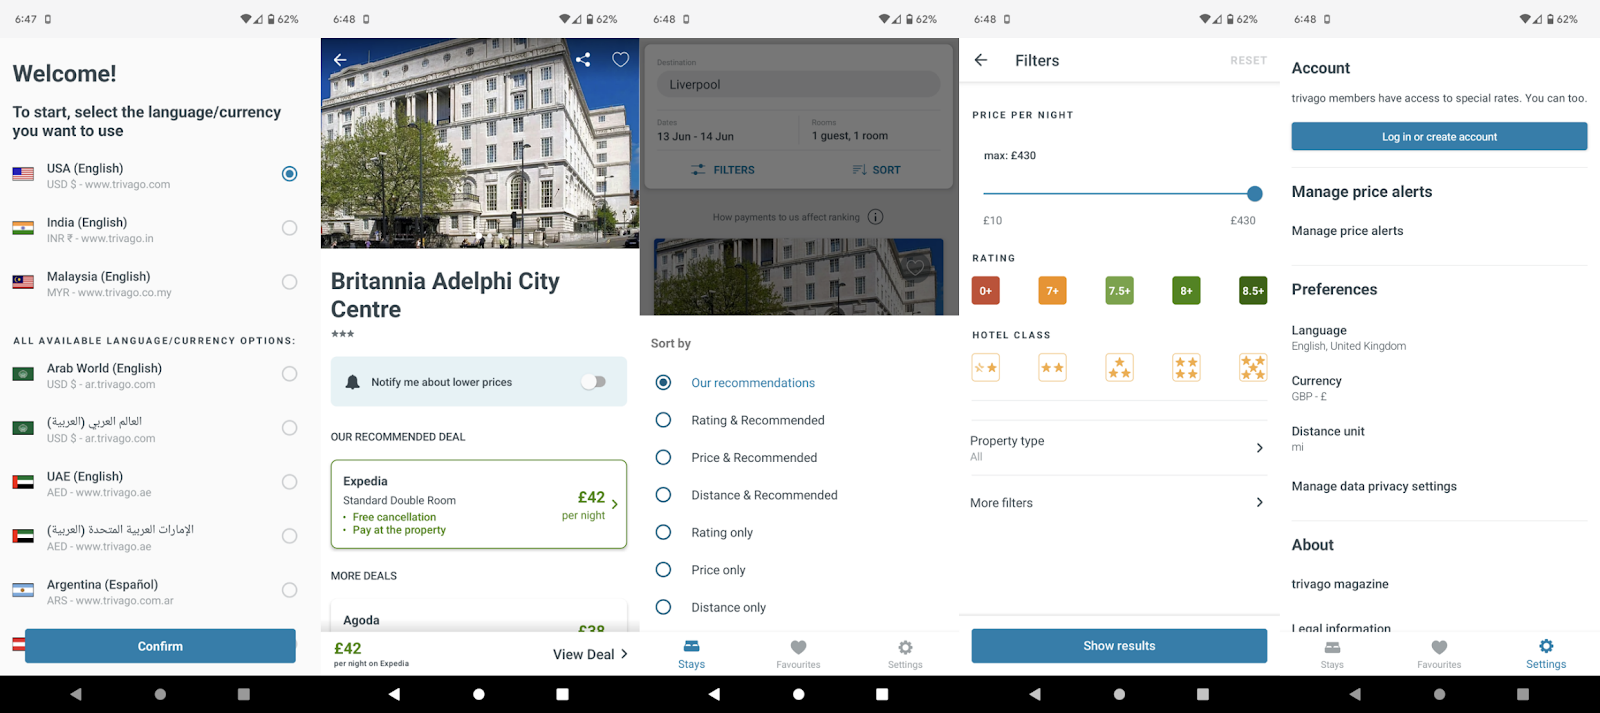 6:47
62%
Welcome!
To start, select the language/currency
you want to use
USA (English)
USD $ - www.trivago.com
India (English)
INR ₹ - www.trivago.in
Malaysia (English)
MYR - www.trivago.co.my
ALL AVAILABLE LANGUAGE/CURRENCY OPTIONS:
Arab World (English)
USD $ - ar.trivago.com
العالم العربي (العربية)
USD $ - ar.trivago.com
UAE (English)
AED - www.trivago.ae
الإمارات العربية المتحدة (العربية)
AED - www.trivago.ae
Argentina (Español)
ARS - www.trivago.com.ar
Confirm
6:48
62%
Britannia Adelphi City
Centre
Notify me about lower prices
OUR RECOMMENDED DEAL
Expedia
Standard Double Room
• Free cancellation
• Pay at the property
£42
per night
MORE DEALS
Agoda
£38
£42
per night on Expedia
View Deal
6:48
62%
Destination
Liverpool
Dates
13 Jun - 14 Jun
Rooms
1 guest, 1 room
FILTERS
SORT
How payments to us affect ranking
Sort by
Our recommendations
Rating & Recommended
Price & Recommended
Distance & Recommended
Rating only
Price only
Distance only
Stays
Favourites
Settings
6:48
62%
Filters
RESET
PRICE PER NIGHT
max: £430
£10
£430
RATING
0+
7+
7.5+
8+
8.5+
HOTEL CLASS
Property type
All
More filters
Show results
6:48
62%
Account
trivago members have access to special rates. You can too.
Log in or create account
Manage price alerts
Manage price alerts
Preferences
Language
English, United Kingdom
Currency
GBP - £
Distance unit
mi
Manage data privacy settings
About
trivago magazine
Legal information
Stays
Favourites
Settings